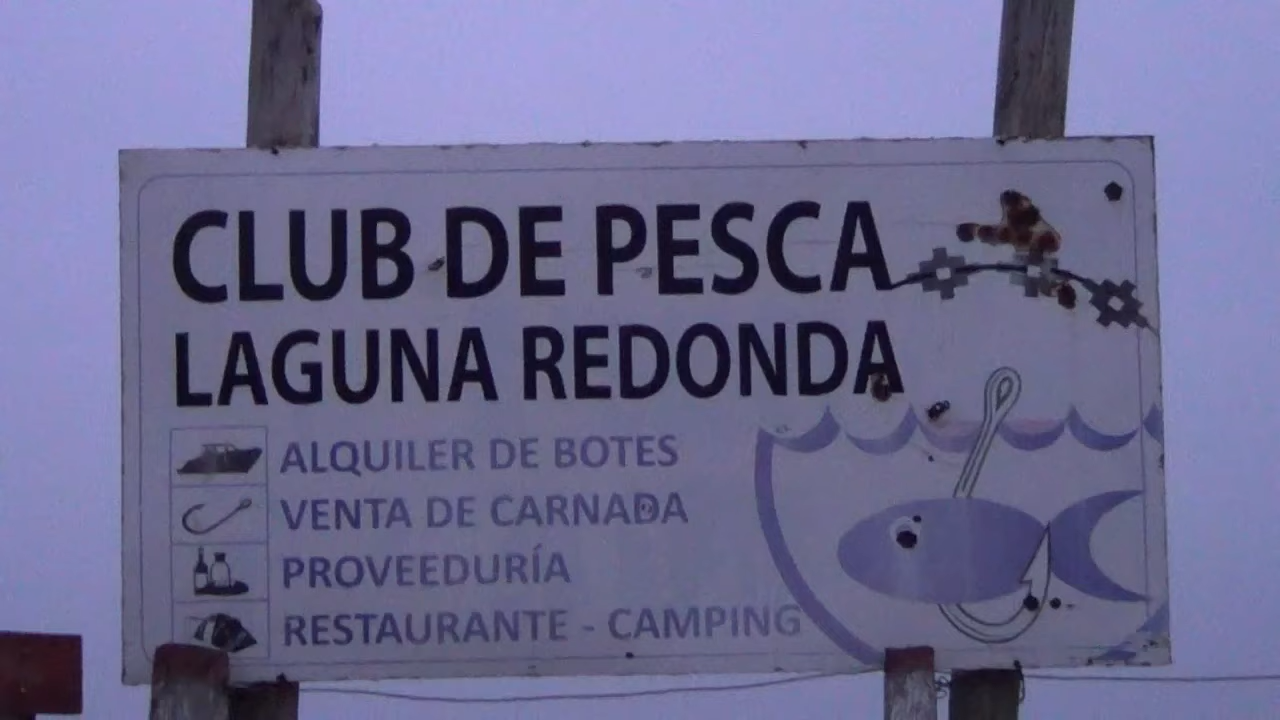 CLUB DE PESCA
LAGUNA REDONDA
ALQUILER DE BOTES
VENTA DE CARNADA
PROVEEDURÍA
RESTAURANTE - CAMPING